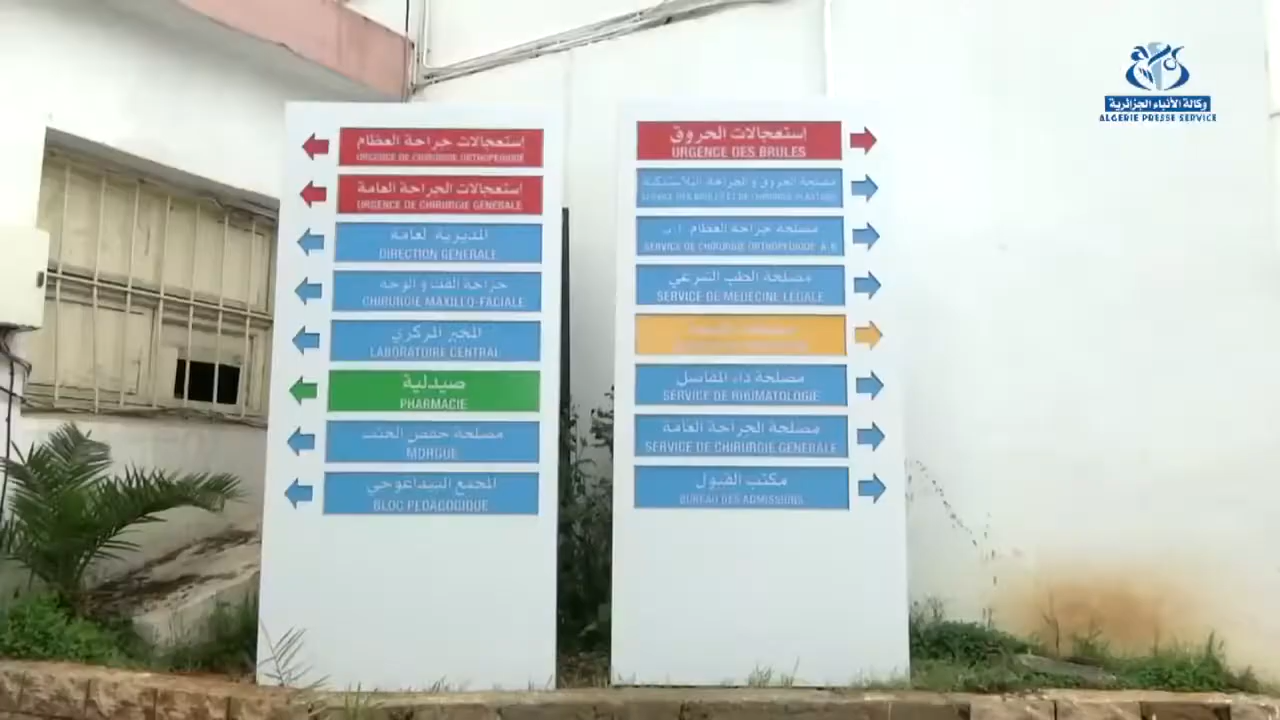 إستعجالات جراحة العظام
URGENCE DE CHIRURGIE ORTHOPEDIQUE
إستعجالات الجراحة العامة
URGENCE DE CHIRURGIE GENERALE
المديرية العامة
DIRECTION GENERALE
جراحة الفك و الوجه
CHIRURGIE MAXILLO-FACIALE
المخبر المركزي
LABORATOIRE CENTRAL
صيدلية
PHARMACIE
مصلحة حفض الجثث
MORGUE
المجمع البيداغوجي
BLOC PEDAGOGIQUE
إستعجالات الحروق
URGENCE DES BRULES
مصلحة الحروق و الجراحة البلاستيكية
SERVICE DES BRULES ET DE CHIRURGIE PLASTIQUE
مصلحة جراحة العظام
SERVICE DE CHIRURGIE ORTHOPEDIQUE A-B
مصلحة الطب الشرعي
SERVICE DE MEDECINE LEGALE
مصلحة داء المفاصل
SERVICE DE RHUMATOLOGIE
مصلحة الجراحة العامة
SERVICE DE CHIRURGIE GENERALE
مكتب القبول
BUREAU DES ADMISSIONS
وكالة الأنباء الجزائرية
ALGERIE PRESSE SERVICE